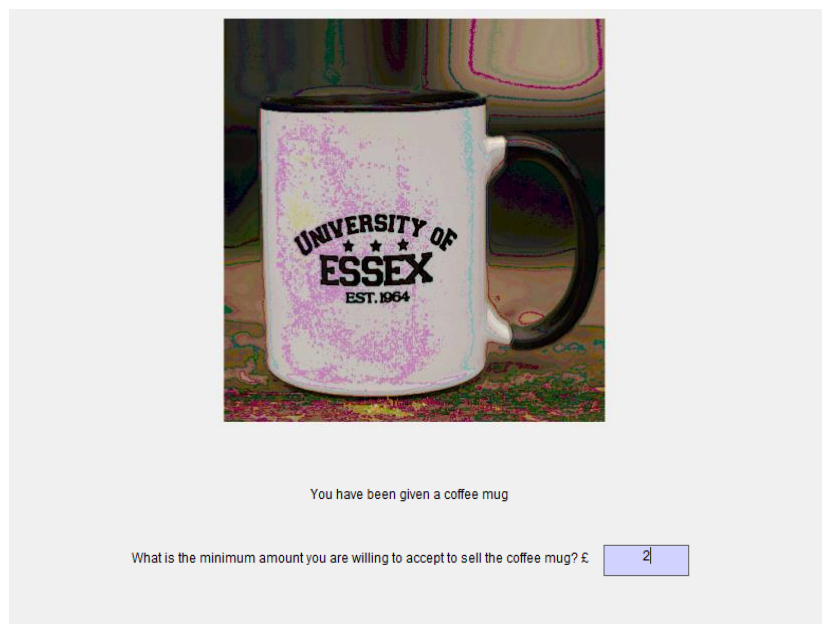 UNIVERSITY OF
ESSEX
EST. 1964
You have been given a coffee mug
What is the minimum amount you are willing to accept to sell the coffee mug? £ 2